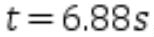 t = 6.88s